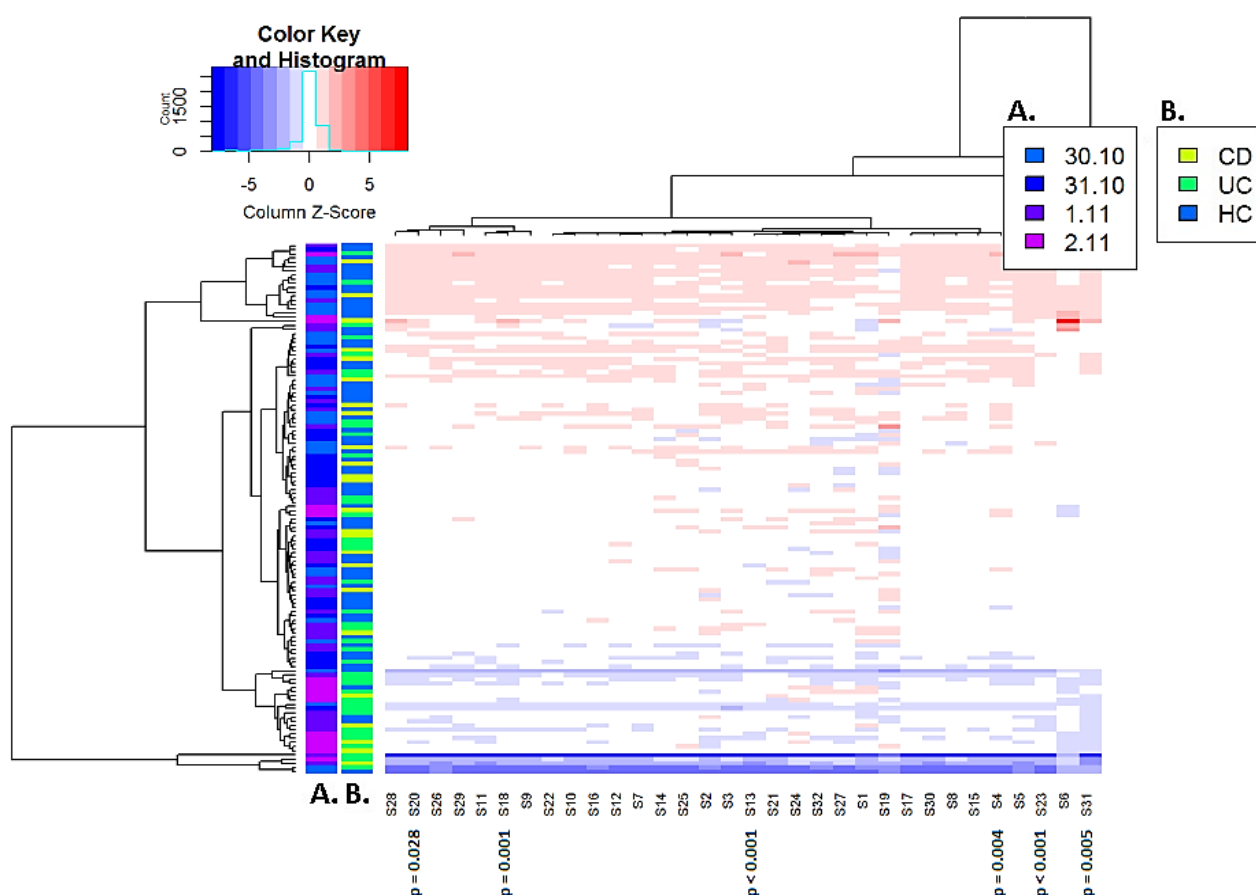 Color Key
and Histogram
Count
0 1500
-5 0 5
Column Z-Score
A.
30.10
31.10
1.11
2.11
B.
CD
UC
HC
A. B.
S28 S20 S26 S29 S11 S18 S9 S22 S10 S16 S12 S7 S14 S25 S2 S3 S13 S21 S24 S32 S27 S1 S19 S17 S30 S8 S15 S4 S5 S23 S6 S31
p = 0.028 p = 0.001 p < 0.001 p = 0.004 p < 0.001 p = 0.005